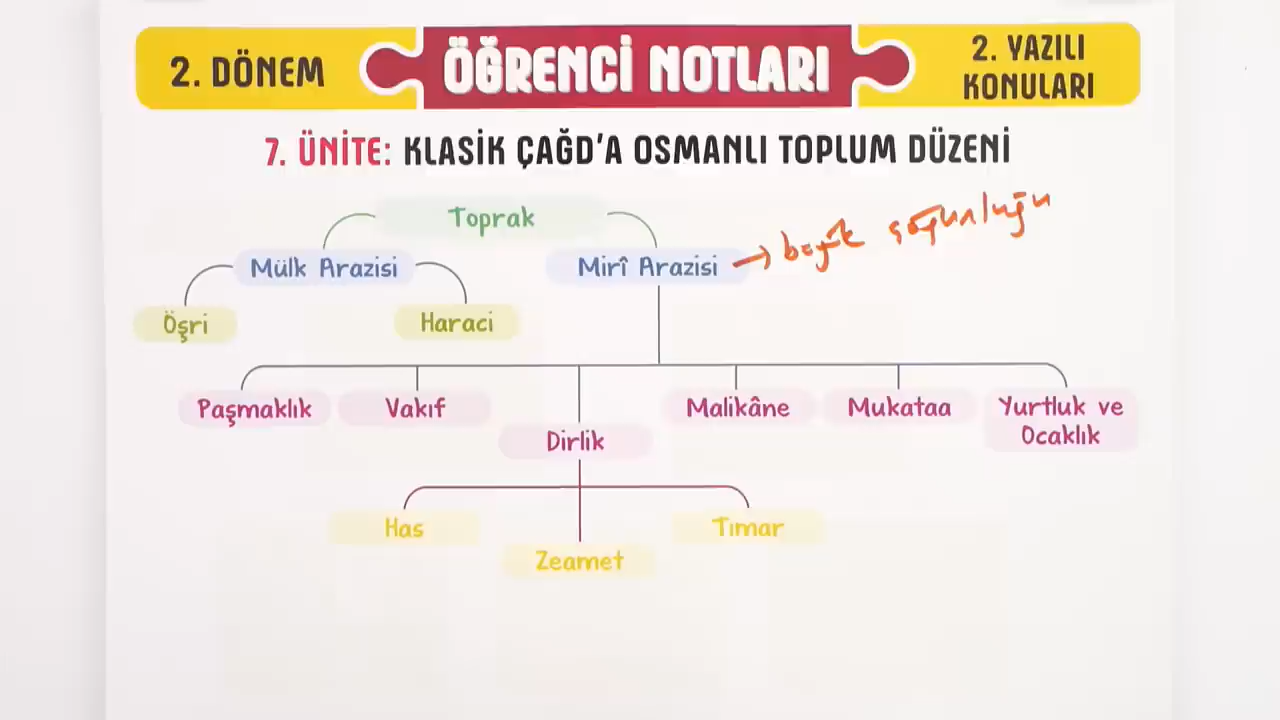 2. DÖNEM
ÖĞRENCİ NOTLARI
2. YAZILI
KONULARI
7. ÜNİTE: KLASİK ÇAĞD'A OSMANLI TOPLUM DÜZENİ
Toprak
Mülk Arazisi
Mirî Arazisi
→ büyük
Öşri
Haraci
Paşmaklık
Vakıf
Dirlik
Malikâne
Mukataa
Yurtluk ve
Ocaklık
Has
Zeamet
Tımar